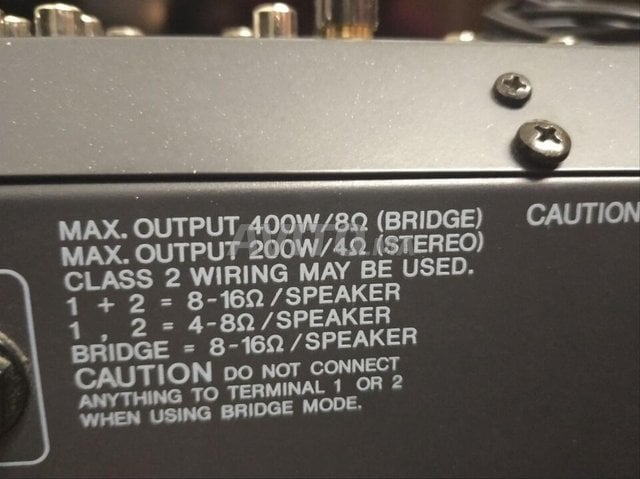 MAX. OUTPUT 400W/8Ω (BRIDGE)
MAX. OUTPUT 200W/4Ω (STEREO)
CLASS 2 WIRING MAY BE USED.
1 + 2 = 8-16Ω/SPEAKER
1 , 2 = 4-8Ω/SPEAKER
BRIDGE = 8-16Ω/SPEAKER
CAUTION DO NOT CONNECT
ANYTHING TO TERMINAL 1 OR 2
WHEN USING BRIDGE MODE.
CAUTION